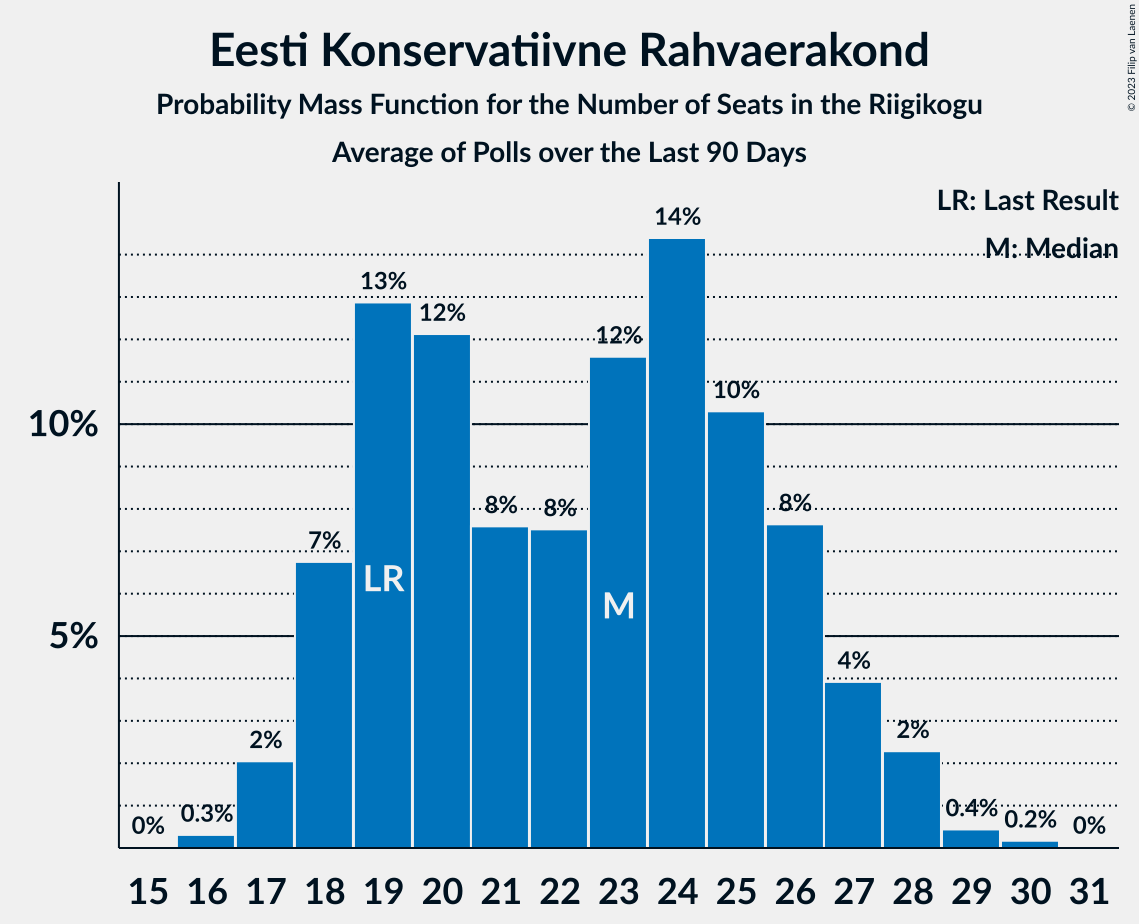 Eesti Konservatiivne Rahvaerakond
Probability Mass Function for the Number of Seats in the Riigikogu
Average of Polls over the Last 90 Days
© 2023 Filip van Laenen
LR: Last Result
M: Median
14%
13%
12%
12%
10%
10%
8%
8%
8%
7%
LR
M
5%
4%
2%
2%
0.3%
0.4%
0.2%
0%
0%
15 16 17 18 19 20 21 22 23 24 25 26 27 28 29 30 31